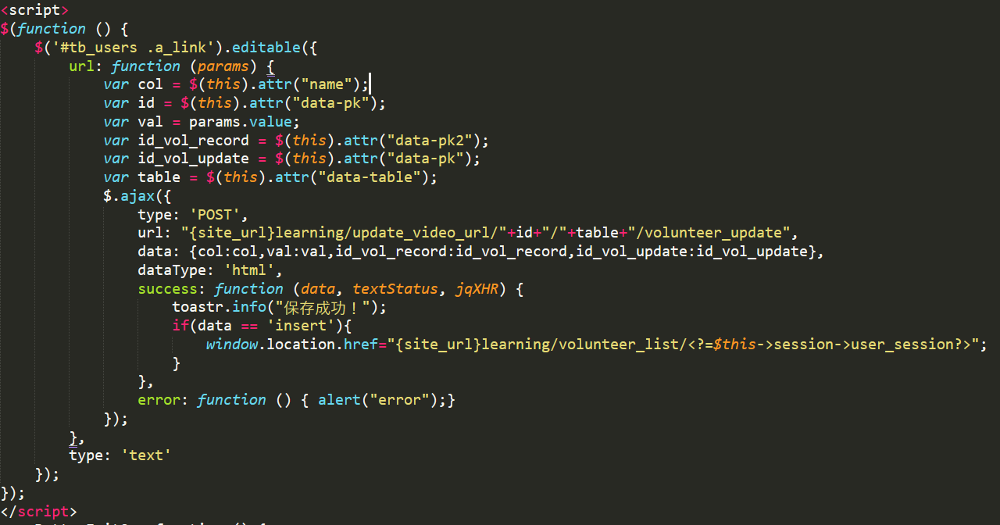 <script>
$(function () {
    $('#tb_users .a_link').editable({
        url: function (params) {
            var col = $(this).attr("name");
            var id = $(this).attr("data-pk");
            var val = params.value;
            var id_vol_record = $(this).attr("data-pk2");
            var id_vol_update = $(this).attr("data-pk");
            var table = $(this).attr("data-table");
            $.ajax({
                type: 'POST',
                url: "{site_url}learning/update_video_url/"+id+"/"+table+"/volunteer_update",
                data: {col:col,val:val,id_vol_record:id_vol_record,id_vol_update:id_vol_update},
                dataType: 'html',
                success: function (data, textStatus, jqXHR) {
                    toastr.info("保存成功！");
                    if(data == 'insert'){
                        window.location.href="{site_url}learning/volunteer_list/<?=$this->session->user_session?>";
                    }
                },
                error: function () { alert("error");}
            });
        },
        type: 'text'
    });
});
</script>